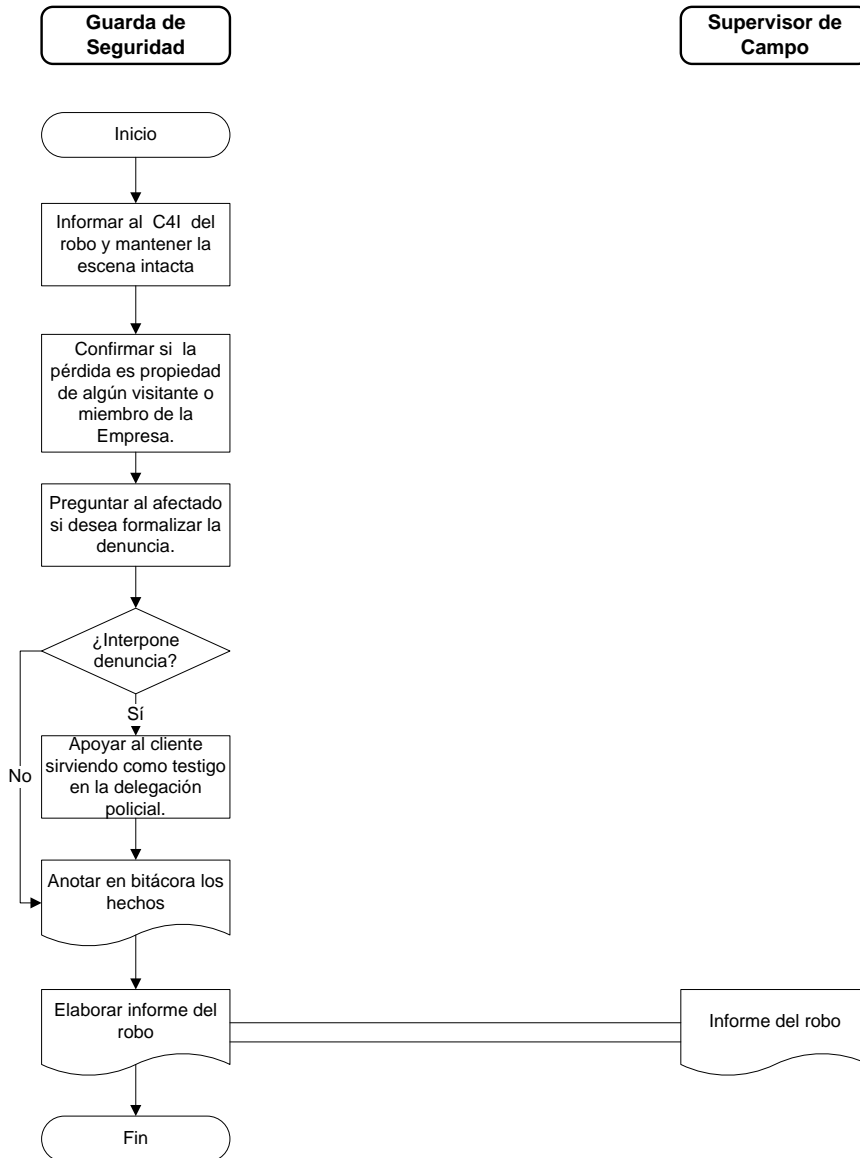 Guarda de
Seguridad
Supervisor de
Campo
Inicio
Informar al C4I del
robo y mantener la
escena intacta
Confirmar si la
pérdida es propiedad
de algún visitante o
miembro de la
Empresa.
Preguntar al afectado
si desea formalizar la
denuncia.
¿Interpone
denuncia?
Sí
No
Apoyar al cliente
sirviendo como testigo
en la delegación
policial.
Anotar en bitácora los
hechos
Elaborar informe del
robo
Informe del robo
Fin